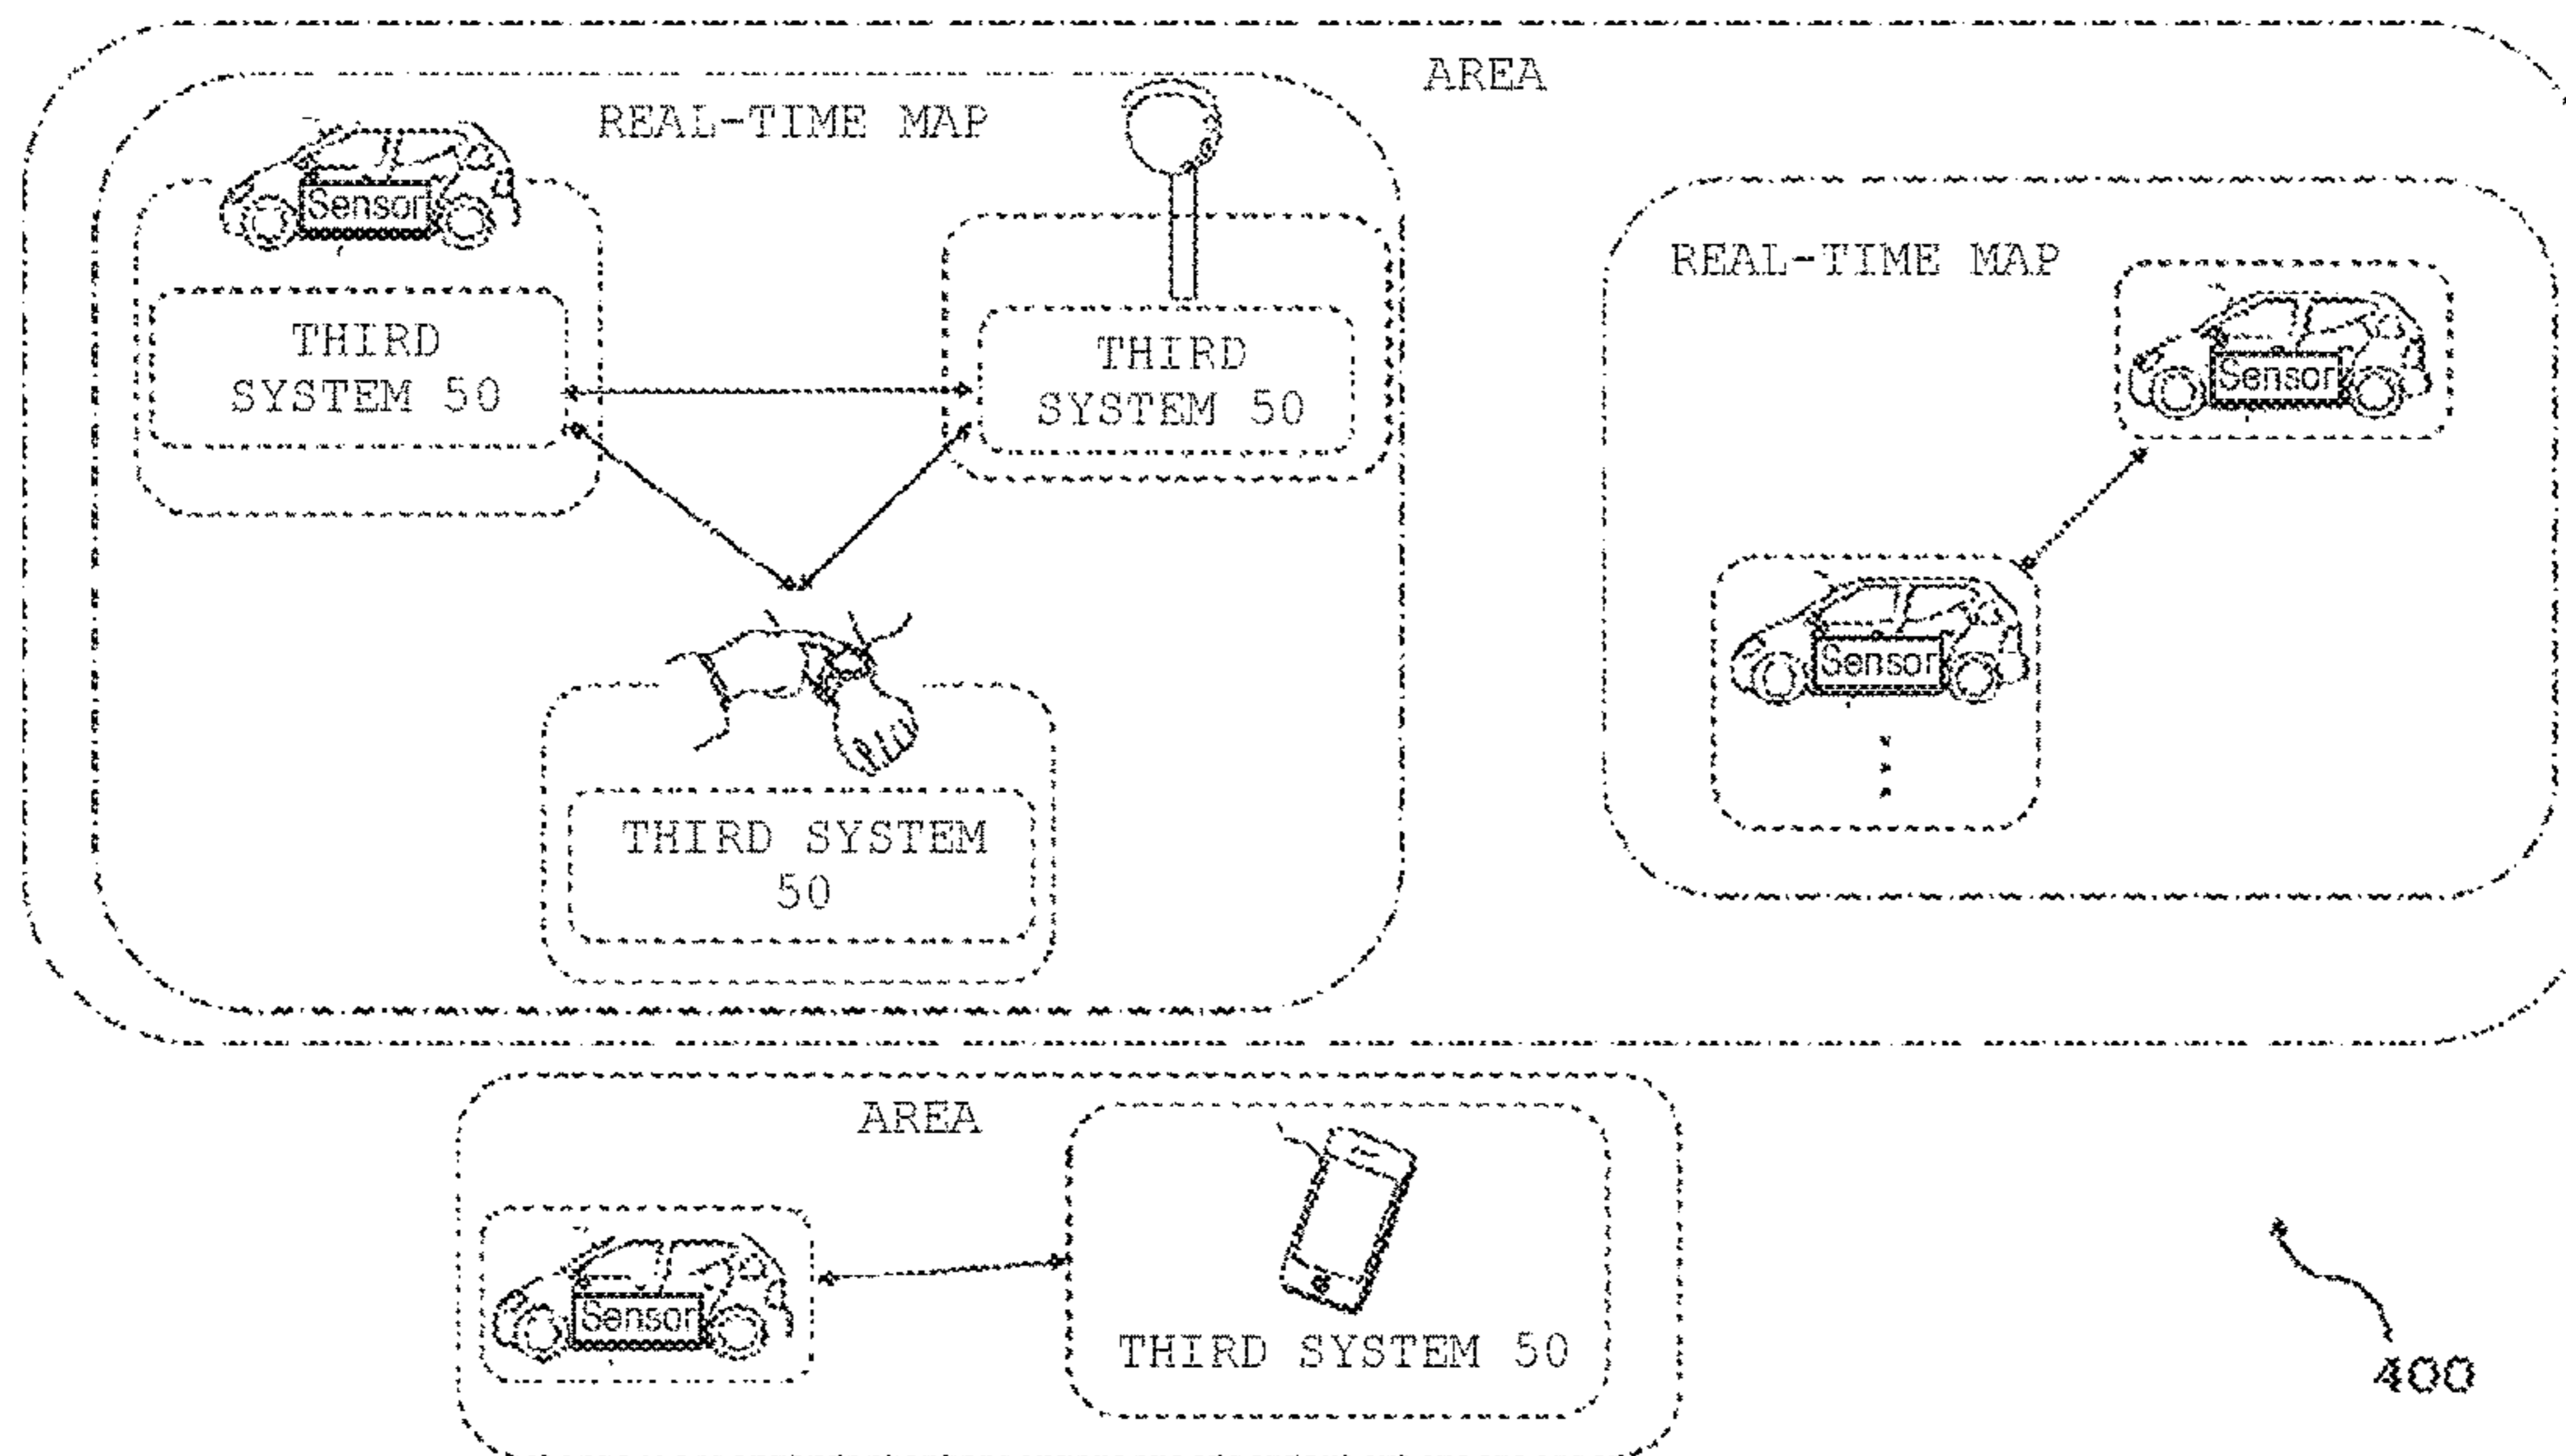 AREA
REAL-TIME MAP
Sensor
THIRD
SYSTEM 50
THIRD
SYSTEM 50
THIRD SYSTEM
50
REAL-TIME MAP
Sensor
Sensor
AREA
Sensor
THIRD SYSTEM 50
400